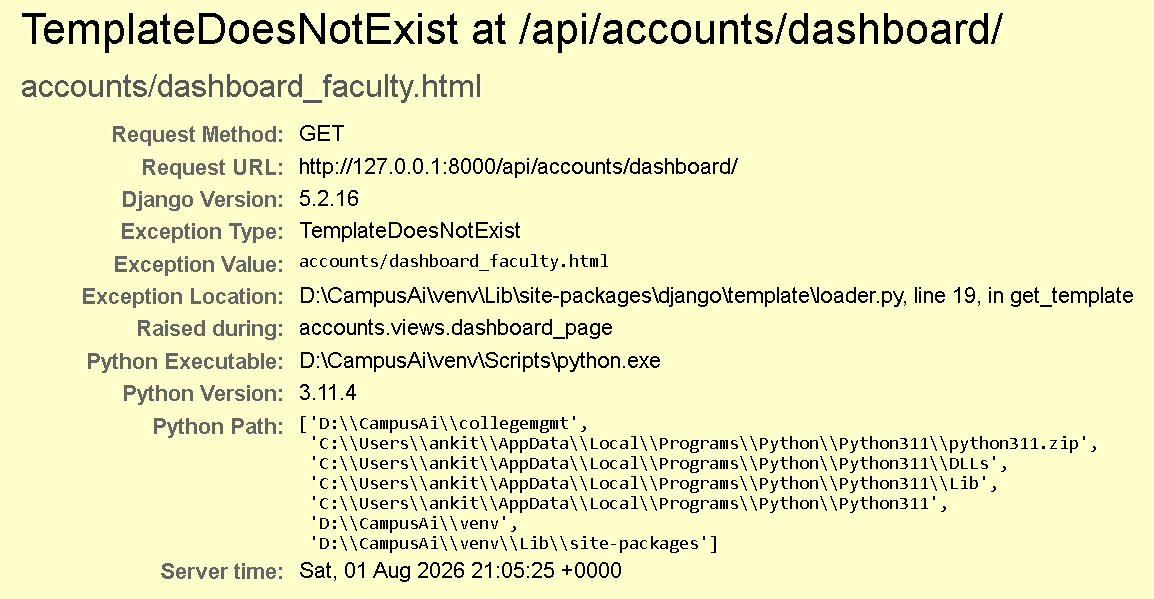 TemplateDoesNotExist at /api/accounts/dashboard/
accounts/dashboard_faculty.html
Request Method: GET
Request URL: http://127.0.0.1:8000/api/accounts/dashboard/
Django Version: 5.2.16
Exception Type: TemplateDoesNotExist
Exception Value: accounts/dashboard_faculty.html
Exception Location: D:\CampusAi\venv\Lib\site-packages\django\template\loader.py, line 19, in get_template
Raised during: accounts.views.dashboard_page
Python Executable: D:\CampusAi\venv\Scripts\python.exe
Python Version: 3.11.4
Python Path: ['D:\\CampusAi\\collegemgmt',
'C:\\Users\\ankit\\AppData\\Local\\Programs\\Python\\Python311\\python311.zip',
'C:\\Users\\ankit\\AppData\\Local\\Programs\\Python\\Python311\\DLLs',
'C:\\Users\\ankit\\AppData\\Local\\Programs\\Python\\Python311\\Lib',
'C:\\Users\\ankit\\AppData\\Local\\Programs\\Python\\Python311',
'D:\\CampusAi\\venv',
'D:\\CampusAi\\venv\\Lib\\site-packages']
Server time: Sat, 01 Aug 2026 21:05:25 +0000